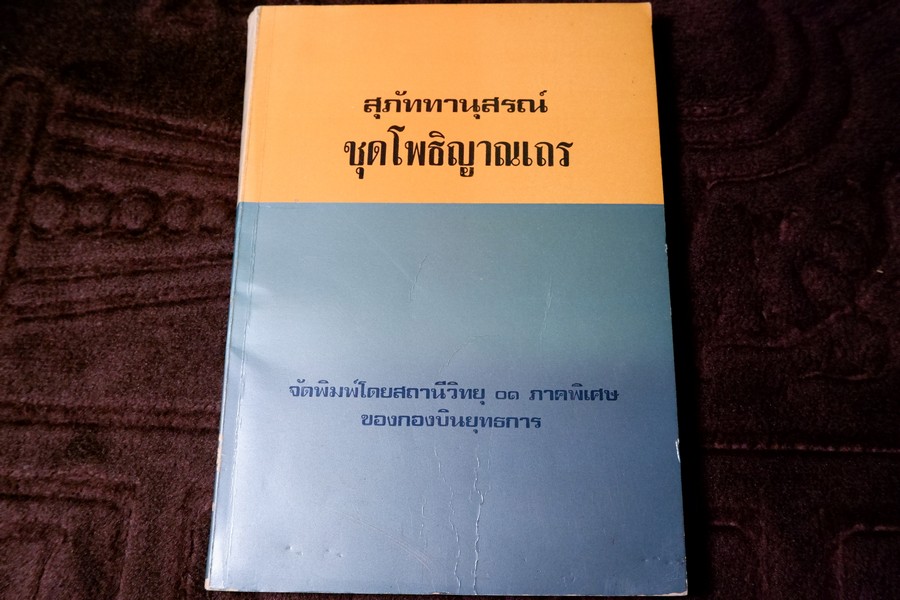 สุภัททานุสรณ์
ชุดโพธิญาณเถร
จัดพิมพ์โดยสถานีวิทยุ ๐๑ ภาคพิเศษ
ของกองบินยุทธการ